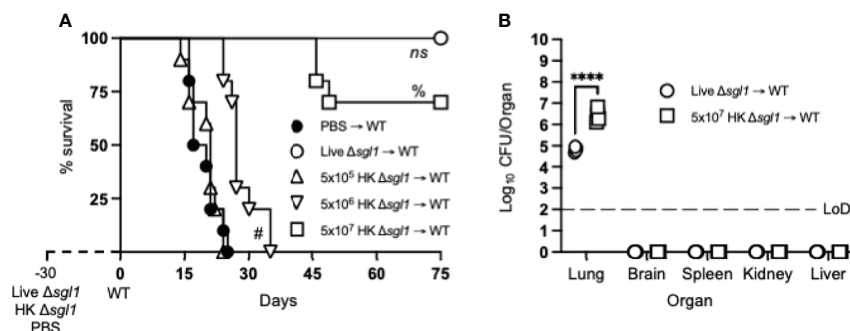 A
100
75
50
25
0
% survival
ns
%
#
PBS → WT
Live Δsgl1 → WT
5x10⁵ HK Δsgl1 → WT
5x10⁶ HK Δsgl1 → WT
5x10⁷ HK Δsgl1 → WT
-30 0 15 30 45 60 75
Live Δsgl1 WT Days
HK Δsgl1
PBS
B
10
9
8
7
6
5
4
3
2
1
0
Log₁₀ CFU/Organ
****
Live Δsgl1 → WT
5x10⁷ HK Δsgl1 → WT
LoD
Lung Brain Spleen Kidney Liver
Organ